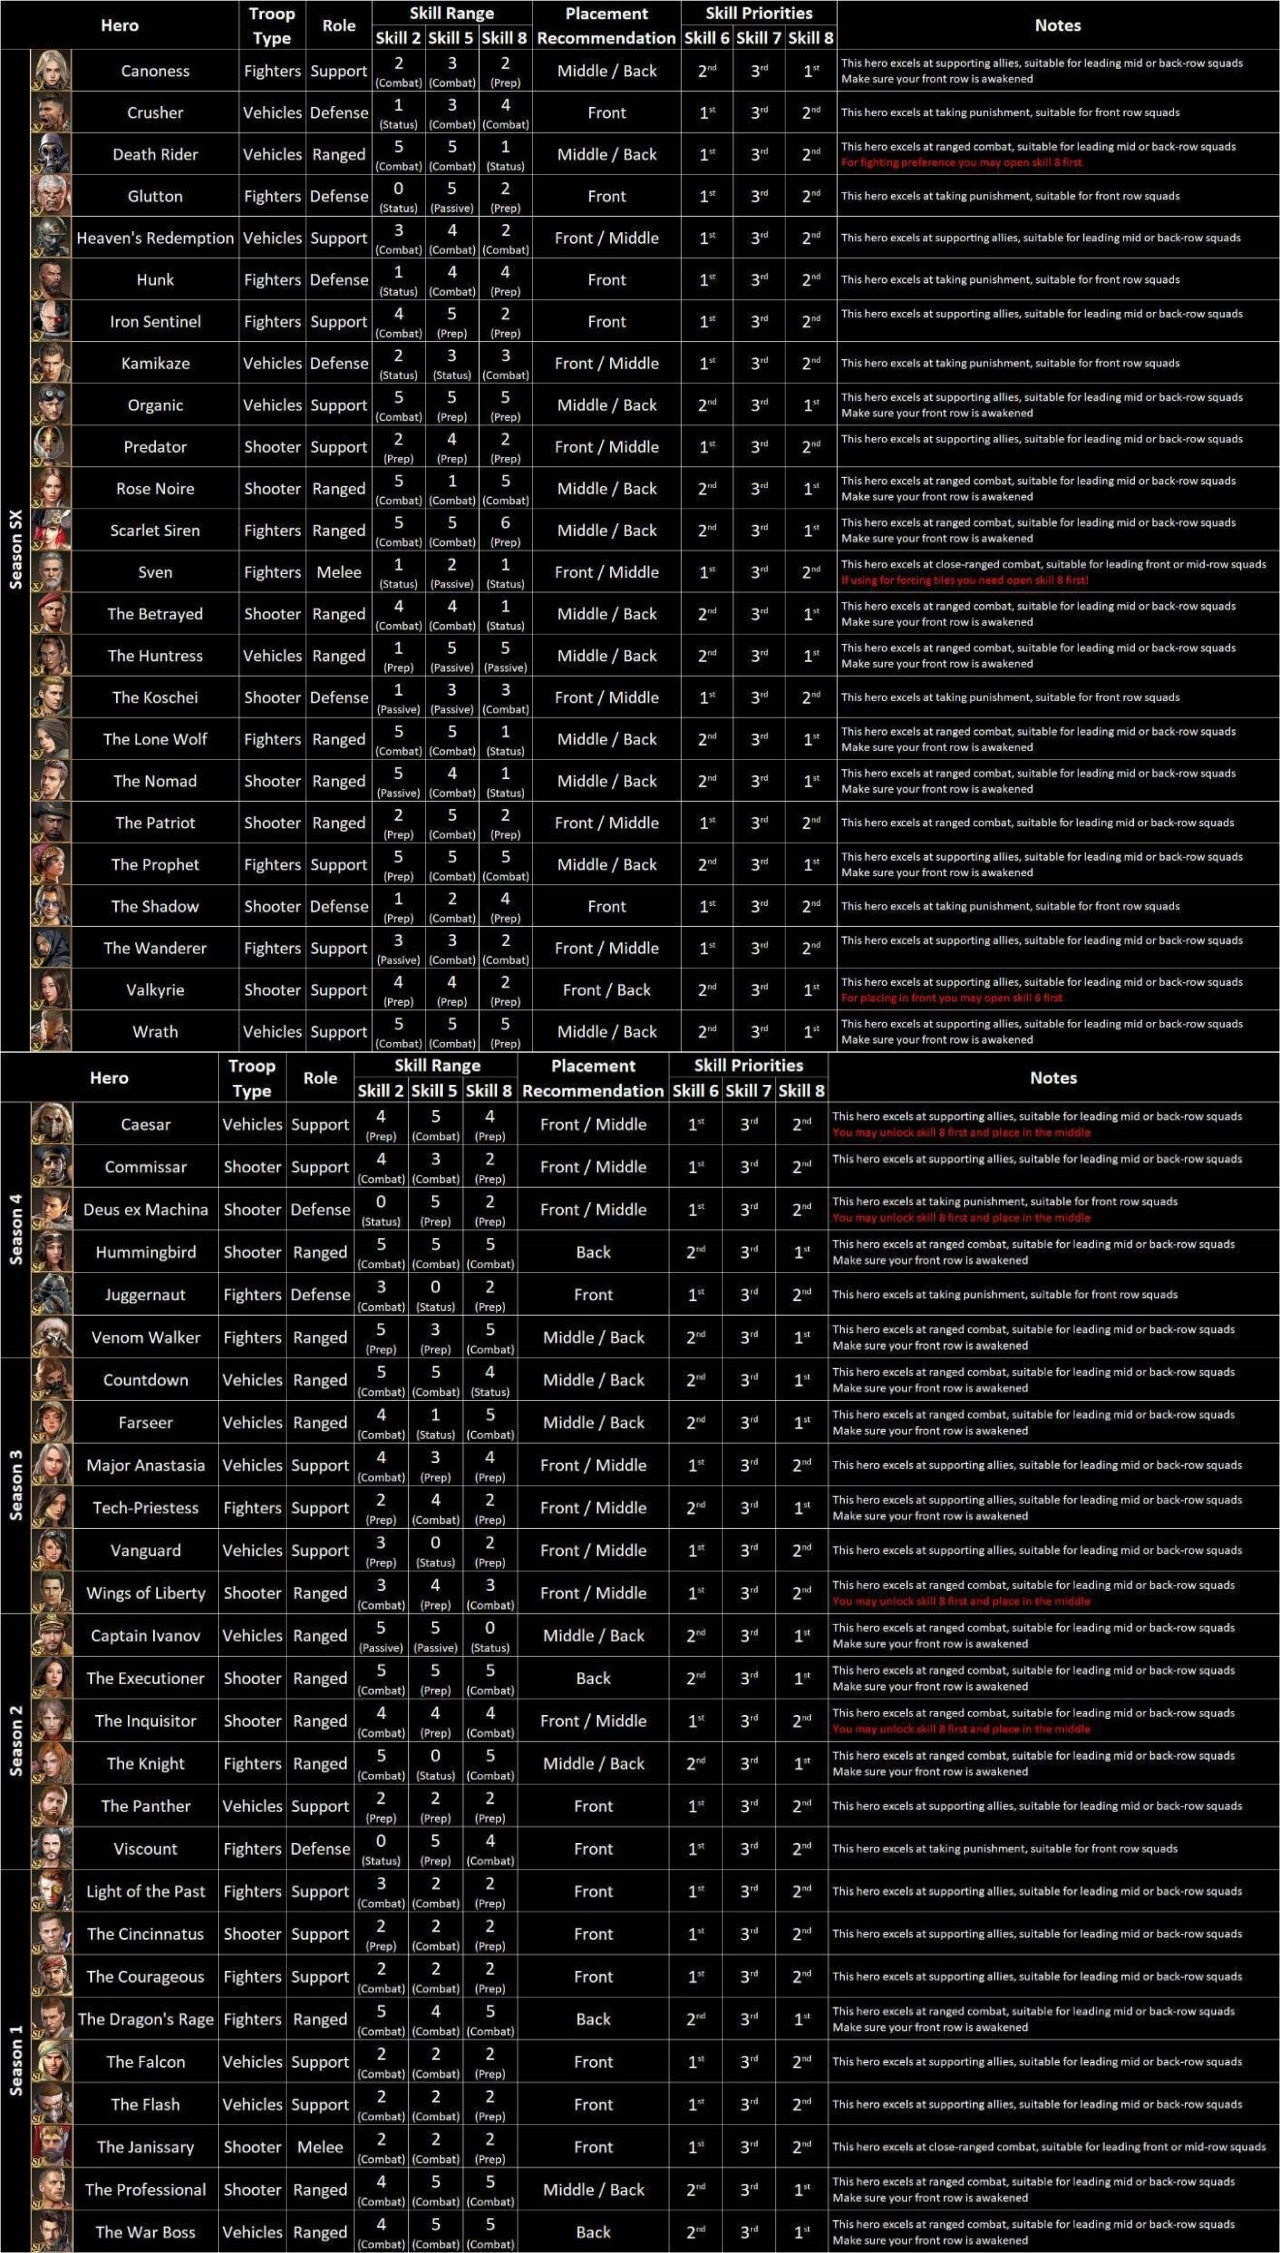 Hero | Troop Type | Role | Skill Range | Placement Recommendation | Skill Priorities | Notes
Skill 2 | Skill 5 | Skill 8 | Skill 6 | Skill 7 | Skill 8
Season SX
Canoness | Fighters | Support | 2 (Combat) | 3 (Combat) | 2 (Prep) | Middle / Back | 2nd | 3rd | 1st | This hero excels at supporting allies, suitable for leading mid or back-row squads Make sure your front row is awakened
Crusher | Vehicles | Defense | 1 (Status) | 3 (Combat) | 4 (Combat) | Front | 1st | 3rd | 2nd | This hero excels at taking punishment, suitable for front row squads
Death Rider | Vehicles | Ranged | 5 (Combat) | 5 (Combat) | 1 (Status) | Middle / Back | 1st | 3rd | 2nd | This hero excels at ranged combat, suitable for leading mid or back-row squads For fighting preference you may open skill 8 first
Glutton | Fighters | Defense | 0 (Status) | 5 (Passive) | 2 (Prep) | Front | 1st | 3rd | 2nd | This hero excels at taking punishment, suitable for front row squads
Heaven's Redemption | Vehicles | Support | 3 (Combat) | 4 (Combat) | 2 (Combat) | Front / Middle | 1st | 3rd | 2nd | This hero excels at supporting allies, suitable for leading mid or back-row squads
Hunk | Fighters | Defense | 1 (Status) | 4 (Combat) | 4 (Prep) | Front | 1st | 3rd | 2nd | This hero excels at taking punishment, suitable for front row squads
Iron Sentinel | Fighters | Support | 4 (Combat) | 5 (Prep) | 2 (Prep) | Front | 1st | 3rd | 2nd | This hero excels at supporting allies, suitable for leading mid or back-row squads
Kamikaze | Vehicles | Defense | 2 (Status) | 3 (Status) | 3 (Combat) | Front / Middle | 1st | 3rd | 2nd | This hero excels at taking punishment, suitable for front row squads
Organic | Vehicles | Support | 5 (Combat) | 5 (Prep) | 5 (Prep) | Middle / Back | 2nd | 3rd | 1st | This hero excels at supporting allies, suitable for leading mid or back-row squads Make sure your front row is awakened
Predator | Shooter | Support | 2 (Prep) | 4 (Prep) | 2 (Prep) | Front / Middle | 1st | 3rd | 2nd | This hero excels at supporting allies, suitable for leading mid or back-row squads
Rose Noire | Shooter | Ranged | 5 (Combat) | 1 (Combat) | 5 (Combat) | Middle / Back | 2nd | 3rd | 1st | This hero excels at ranged combat, suitable for leading mid or back-row squads Make sure your front row is awakened
Scarlet Siren | Fighters | Ranged | 5 (Combat) | 5 (Combat) | 6 (Prep) | Middle / Back | 2nd | 3rd | 1st | This hero excels at ranged combat, suitable for leading mid or back-row squads Make sure your front row is awakened
Sven | Fighters | Melee | 1 (Status) | 2 (Passive) | 1 (Status) | Front / Middle | 1st | 3rd | 2nd | This hero excels at close-ranged combat, suitable for leading front or mid-row squads If using for forcing tiles you need open skill 8 first!
The Betrayed | Shooter | Ranged | 4 (Combat) | 4 (Combat) | 1 (Status) | Middle / Back | 2nd | 3rd | 1st | This hero excels at ranged combat, suitable for leading mid or back-row squads Make sure your front row is awakened
The Huntress | Vehicles | Ranged | 1 (Prep) | 5 (Passive) | 5 (Passive) | Middle / Back | 2nd | 3rd | 1st | This hero excels at ranged combat, suitable for leading mid or back-row squads Make sure your front row is awakened
The Koschei | Shooter | Defense | 1 (Passive) | 3 (Passive) | 3 (Combat) | Front / Middle | 1st | 3rd | 2nd | This hero excels at taking punishment, suitable for front row squads
The Lone Wolf | Fighters | Ranged | 5 (Combat) | 5 (Combat) | 1 (Status) | Middle / Back | 2nd | 3rd | 1st | This hero excels at ranged combat, suitable for leading mid or back-row squads Make sure your front row is awakened
The Nomad | Shooter | Ranged | 5 (Passive) | 4 (Combat) | 1 (Status) | Middle / Back | 2nd | 3rd | 1st | This hero excels at ranged combat, suitable for leading mid or back-row squads Make sure your front row is awakened
The Patriot | Shooter | Ranged | 2 (Prep) | 5 (Combat) | 2 (Prep) | Front / Middle | 1st | 3rd | 2nd | This hero excels at ranged combat, suitable for leading mid or back-row squads
The Prophet | Fighters | Support | 5 (Prep) | 5 (Combat) | 5 (Combat) | Middle / Back | 2nd | 3rd | 1st | This hero excels at supporting allies, suitable for leading mid or back-row squads Make sure your front row is awakened
The Shadow | Shooter | Defense | 1 (Prep) | 2 (Combat) | 4 (Prep) | Front | 1st | 3rd | 2nd | This hero excels at taking punishment, suitable for front row squads
The Wanderer | Fighters | Support | 3 (Passive) | 3 (Combat) | 2 (Combat) | Front / Middle | 1st | 3rd | 2nd | This hero excels at supporting allies, suitable for leading mid or back-row squads
Valkyrie | Shooter | Support | 4 (Prep) | 4 (Prep) | 2 (Prep) | Front / Back | 2nd | 3rd | 1st | This hero excels at supporting allies, suitable for leading mid or back-row squads For placing in front you may open skill 6 first
Wrath | Vehicles | Support | 5 (Combat) | 5 (Combat) | 5 (Prep) | Middle / Back | 2nd | 3rd | 1st | This hero excels at supporting allies, suitable for leading mid or back-row squads Make sure your front row is awakened
Hero | Troop Type | Role | Skill Range | Placement Recommendation | Skill Priorities | Notes
Skill 2 | Skill 5 | Skill 8 | Skill 6 | Skill 7 | Skill 8
Season 4
Caesar | Vehicles | Support | 4 (Prep) | 5 (Combat) | 4 (Prep) | Front / Middle | 1st | 3rd | 2nd | This hero excels at supporting allies, suitable for leading mid or back-row squads You may unlock skill 8 first and place in the middle
Commissar | Shooter | Support | 4 (Combat) | 3 (Combat) | 2 (Prep) | Front / Middle | 1st | 3rd | 2nd | This hero excels at supporting allies, suitable for leading mid or back-row squads
Deus ex Machina | Shooter | Defense | 0 (Status) | 5 (Prep) | 2 (Prep) | Front / Middle | 1st | 3rd | 2nd | This hero excels at taking punishment, suitable for front row squads You may unlock skill 8 first and place in the middle
Hummingbird | Shooter | Ranged | 5 (Combat) | 5 (Combat) | 5 (Combat) | Back | 2nd | 3rd | 1st | This hero excels at ranged combat, suitable for leading mid or back-row squads Make sure your front row is awakened
Juggernaut | Fighters | Defense | 3 (Combat) | 0 (Status) | 2 (Prep) | Front | 1st | 3rd | 2nd | This hero excels at taking punishment, suitable for front row squads
Venom Walker | Fighters | Ranged | 5 (Prep) | 3 (Prep) | 5 (Combat) | Middle / Back | 2nd | 3rd | 1st | This hero excels at ranged combat, suitable for leading mid or back-row squads Make sure your front row is awakened
Season 3
Countdown | Vehicles | Ranged | 5 (Combat) | 5 (Combat) | 4 (Status) | Middle / Back | 2nd | 3rd | 1st | This hero excels at ranged combat, suitable for leading mid or back-row squads Make sure your front row is awakened
Farseer | Vehicles | Ranged | 4 (Combat) | 1 (Status) | 5 (Combat) | Middle / Back | 2nd | 3rd | 1st | This hero excels at ranged combat, suitable for leading mid or back-row squads Make sure your front row is awakened
Major Anastasia | Vehicles | Support | 4 (Combat) | 3 (Prep) | 4 (Prep) | Front / Middle | 1st | 3rd | 2nd | This hero excels at supporting allies, suitable for leading mid or back-row squads
Tech-Priestess | Fighters | Support | 2 (Prep) | 4 (Combat) | 2 (Prep) | Front / Middle | 2nd | 3rd | 1st | This hero excels at supporting allies, suitable for leading mid or back-row squads Make sure your front row is awakened
Vanguard | Vehicles | Support | 3 (Prep) | 0 (Status) | 2 (Prep) | Front / Middle | 1st | 3rd | 2nd | This hero excels at supporting allies, suitable for leading mid or back-row squads
Wings of Liberty | Shooter | Ranged | 3 (Combat) | 4 (Prep) | 3 (Combat) | Front / Middle | 1st | 3rd | 2nd | This hero excels at ranged combat, suitable for leading mid or back-row squads You may unlock skill 8 first and place in the middle
Season 2
Captain Ivanov | Vehicles | Ranged | 5 (Passive) | 5 (Passive) | 0 (Status) | Middle / Back | 2nd | 3rd | 1st | This hero excels at ranged combat, suitable for leading mid or back-row squads Make sure your front row is awakened
The Executioner | Shooter | Ranged | 5 (Combat) | 5 (Prep) | 5 (Combat) | Back | 2nd | 3rd | 1st | This hero excels at ranged combat, suitable for leading mid or back-row squads Make sure your front row is awakened
The Inquisitor | Shooter | Ranged | 4 (Combat) | 4 (Prep) | 4 (Combat) | Front / Middle | 1st | 3rd | 2nd | This hero excels at ranged combat, suitable for leading mid or back-row squads You may unlock skill 8 first and place in the middle
The Knight | Fighters | Ranged | 5 (Combat) | 0 (Status) | 5 (Combat) | Middle / Back | 2nd | 3rd | 1st | This hero excels at ranged combat, suitable for leading mid or back-row squads Make sure your front row is awakened
The Panther | Vehicles | Support | 2 (Prep) | 2 (Prep) | 2 (Prep) | Front | 1st | 3rd | 2nd | This hero excels at supporting allies, suitable for leading mid or back-row squads
Viscount | Fighters | Defense | 0 (Status) | 5 (Prep) | 4 (Combat) | Front | 1st | 3rd | 2nd | This hero excels at taking punishment, suitable for front row squads
Season 1
Light of the Past | Fighters | Support | 3 (Combat) | 2 (Combat) | 2 (Prep) | Front | 1st | 3rd | 2nd | This hero excels at supporting allies, suitable for leading mid or back-row squads
The Cincinnatus | Shooter | Support | 2 (Prep) | 2 (Combat) | 2 (Prep) | Front | 1st | 3rd | 2nd | This hero excels at supporting allies, suitable for leading mid or back-row squads
The Courageous | Fighters | Support | 2 (Combat) | 2 (Combat) | 2 (Prep) | Front | 1st | 3rd | 2nd | This hero excels at supporting allies, suitable for leading mid or back-row squads
The Dragon's Rage | Fighters | Ranged | 5 (Combat) | 4 (Combat) | 5 (Combat) | Back | 2nd | 3rd | 1st | This hero excels at ranged combat, suitable for leading mid or back-row squads Make sure your front row is awakened
The Falcon | Vehicles | Support | 2 (Combat) | 2 (Combat) | 2 (Prep) | Front | 1st | 3rd | 2nd | This hero excels at supporting allies, suitable for leading mid or back-row squads
The Flash | Vehicles | Support | 2 (Combat) | 2 (Combat) | 2 (Prep) | Front | 1st | 3rd | 2nd | This hero excels at supporting allies, suitable for leading mid or back-row squads
The Janissary | Shooter | Melee | 2 (Combat) | 2 (Combat) | 2 (Prep) | Front | 1st | 3rd | 2nd | This hero excels at close-ranged combat, suitable for leading front or mid-row squads
The Professional | Shooter | Ranged | 4 (Combat) | 5 (Combat) | 5 (Combat) | Middle / Back | 2nd | 3rd | 1st | This hero excels at ranged combat, suitable for leading mid or back-row squads Make sure your front row is awakened
The War Boss | Vehicles | Ranged | 4 (Combat) | 5 (Combat) | 5 (Combat) | Back | 2nd | 3rd | 1st | This hero excels at ranged combat, suitable for leading mid or back-row squads Make sure your front row is awakened